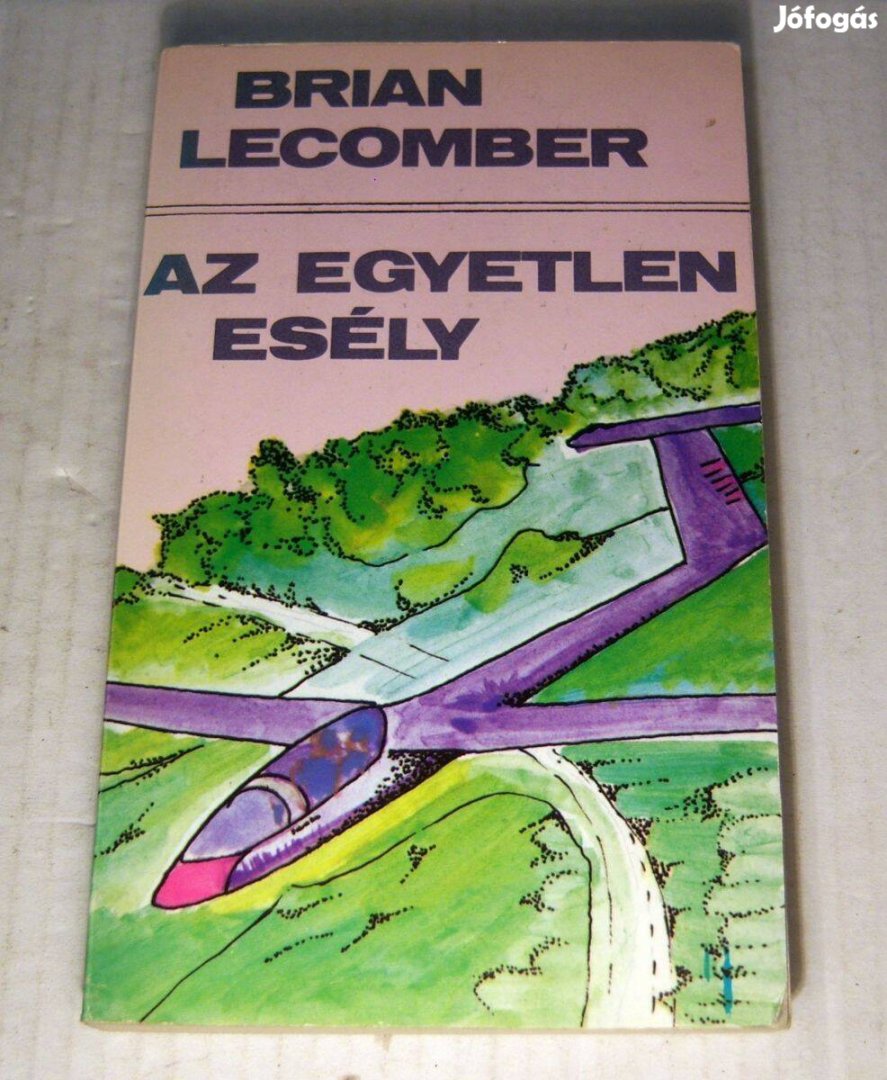 Jófogás
BRIAN
LECOMBER
AZ EGYETLEN
ESÉLY